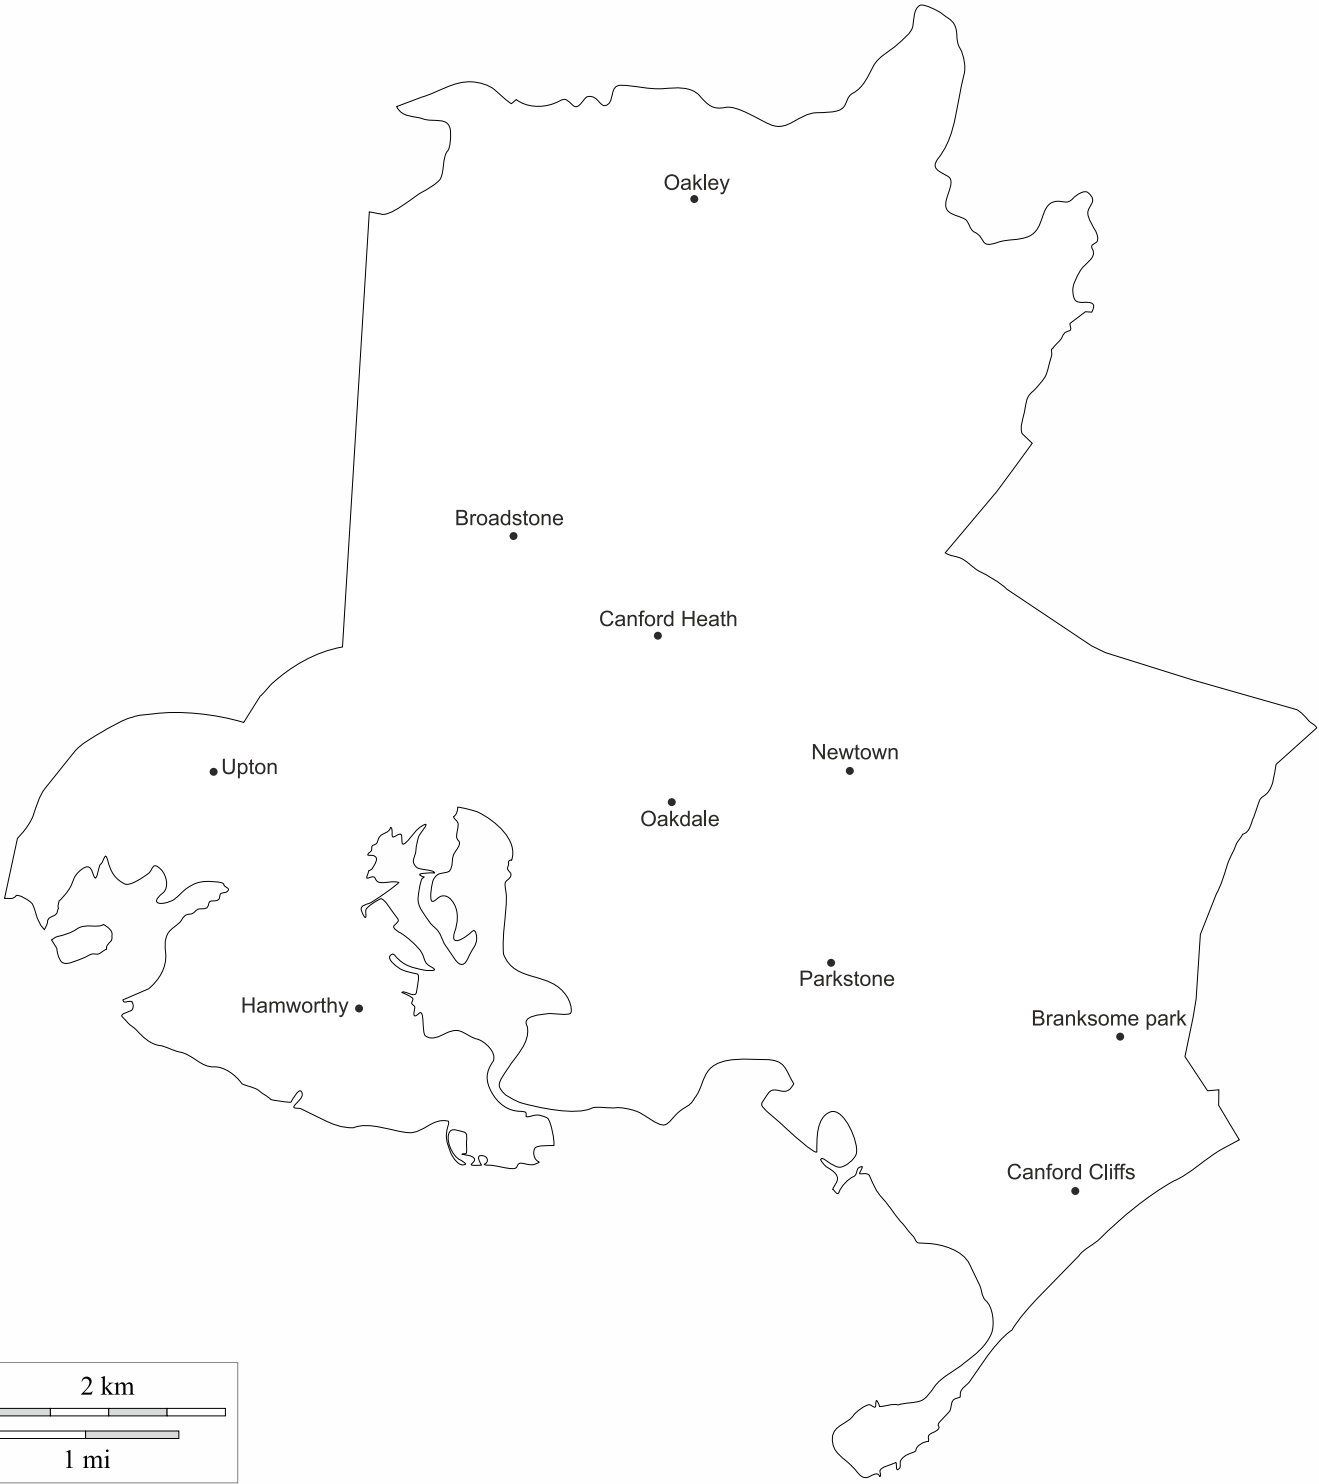 Oakley
Broadstone
Canford Heath
Newtown
Upton
Oakdale
Parkstone
Hamworthy
Branksome park
Canford Cliffs
2 km
1 mi